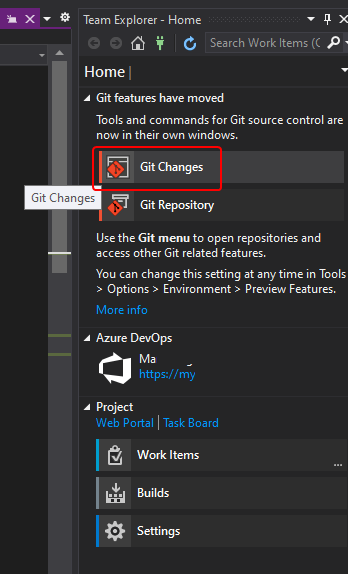 Team Explorer - Home
Search Work Items (C
Home |
Git features have moved
Tools and commands for Git source control are
now in their own windows.
Git Changes
Git Changes
Git Repository
Use the Git menu to open repositories and
access other Git related features.
You can change this setting at any time in Tools
> Options > Environment > Preview Features.
More info
Azure DevOps
Ma
https://my
Project
Web Portal | Task Board
Work Items
...
Builds
Settings